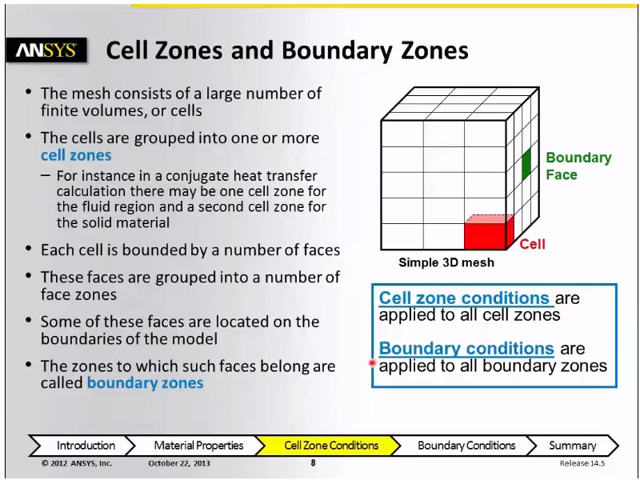 ANSYS
Cell Zones and Boundary Zones
• The mesh consists of a large number of
finite volumes, or cells
• The cells are grouped into one or more
cell zones
– For instance in a conjugate heat transfer
calculation there may be one cell zone for
the fluid region and a second cell zone for
the solid material
• Each cell is bounded by a number of faces
• These faces are grouped into a number of
face zones
• Some of these faces are located on the
boundaries of the model
• The zones to which such faces belong are
called boundary zones
Boundary
Face
Cell
Simple 3D mesh
Cell zone conditions are
applied to all cell zones
Boundary conditions are
applied to all boundary zones
Introduction
Material Properties
Cell Zone Conditions
Boundary Conditions
Summary
© 2012 ANSYS, Inc.
October 22, 2013
8
Release 14.5